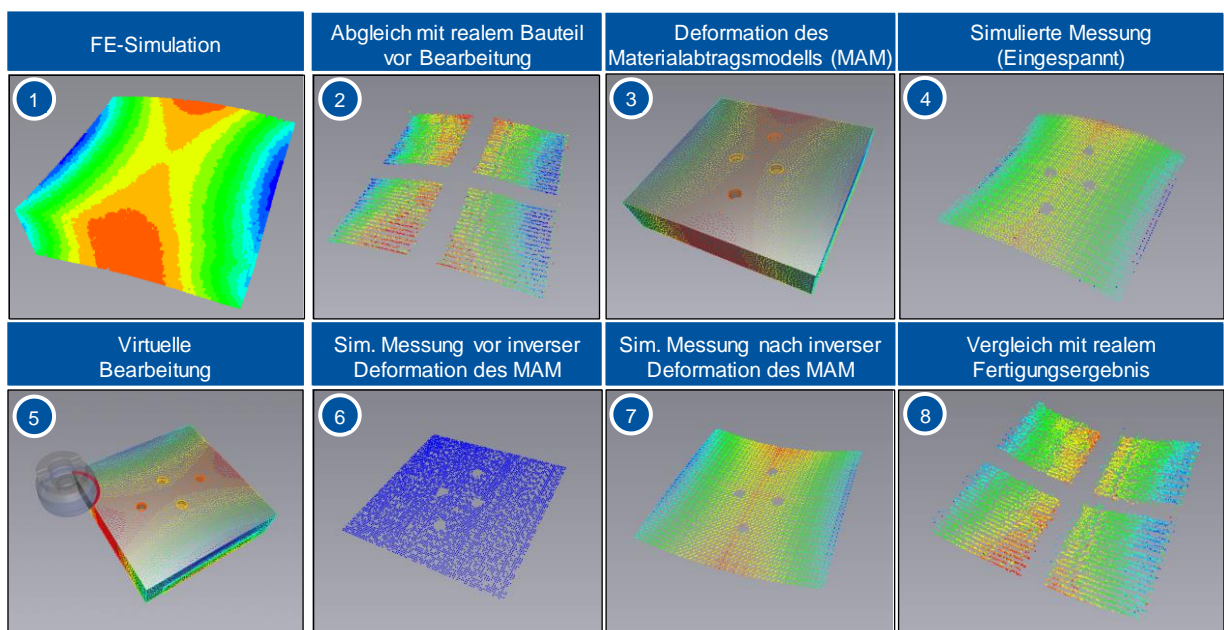 FE-Simulation
Abgleich mit realem Bauteil
vor Bearbeitung
Deformation des
Materialabtragsmodells (MAM)
Simulierte Messung
(Eingespannt)
1
2
3
4
Virtuelle
Bearbeitung
Sim. Messung vor inverser
Deformation des MAM
Sim. Messung nach inverser
Deformation des MAM
Vergleich mit realem
Fertigungsergebnis
5
6
7
8